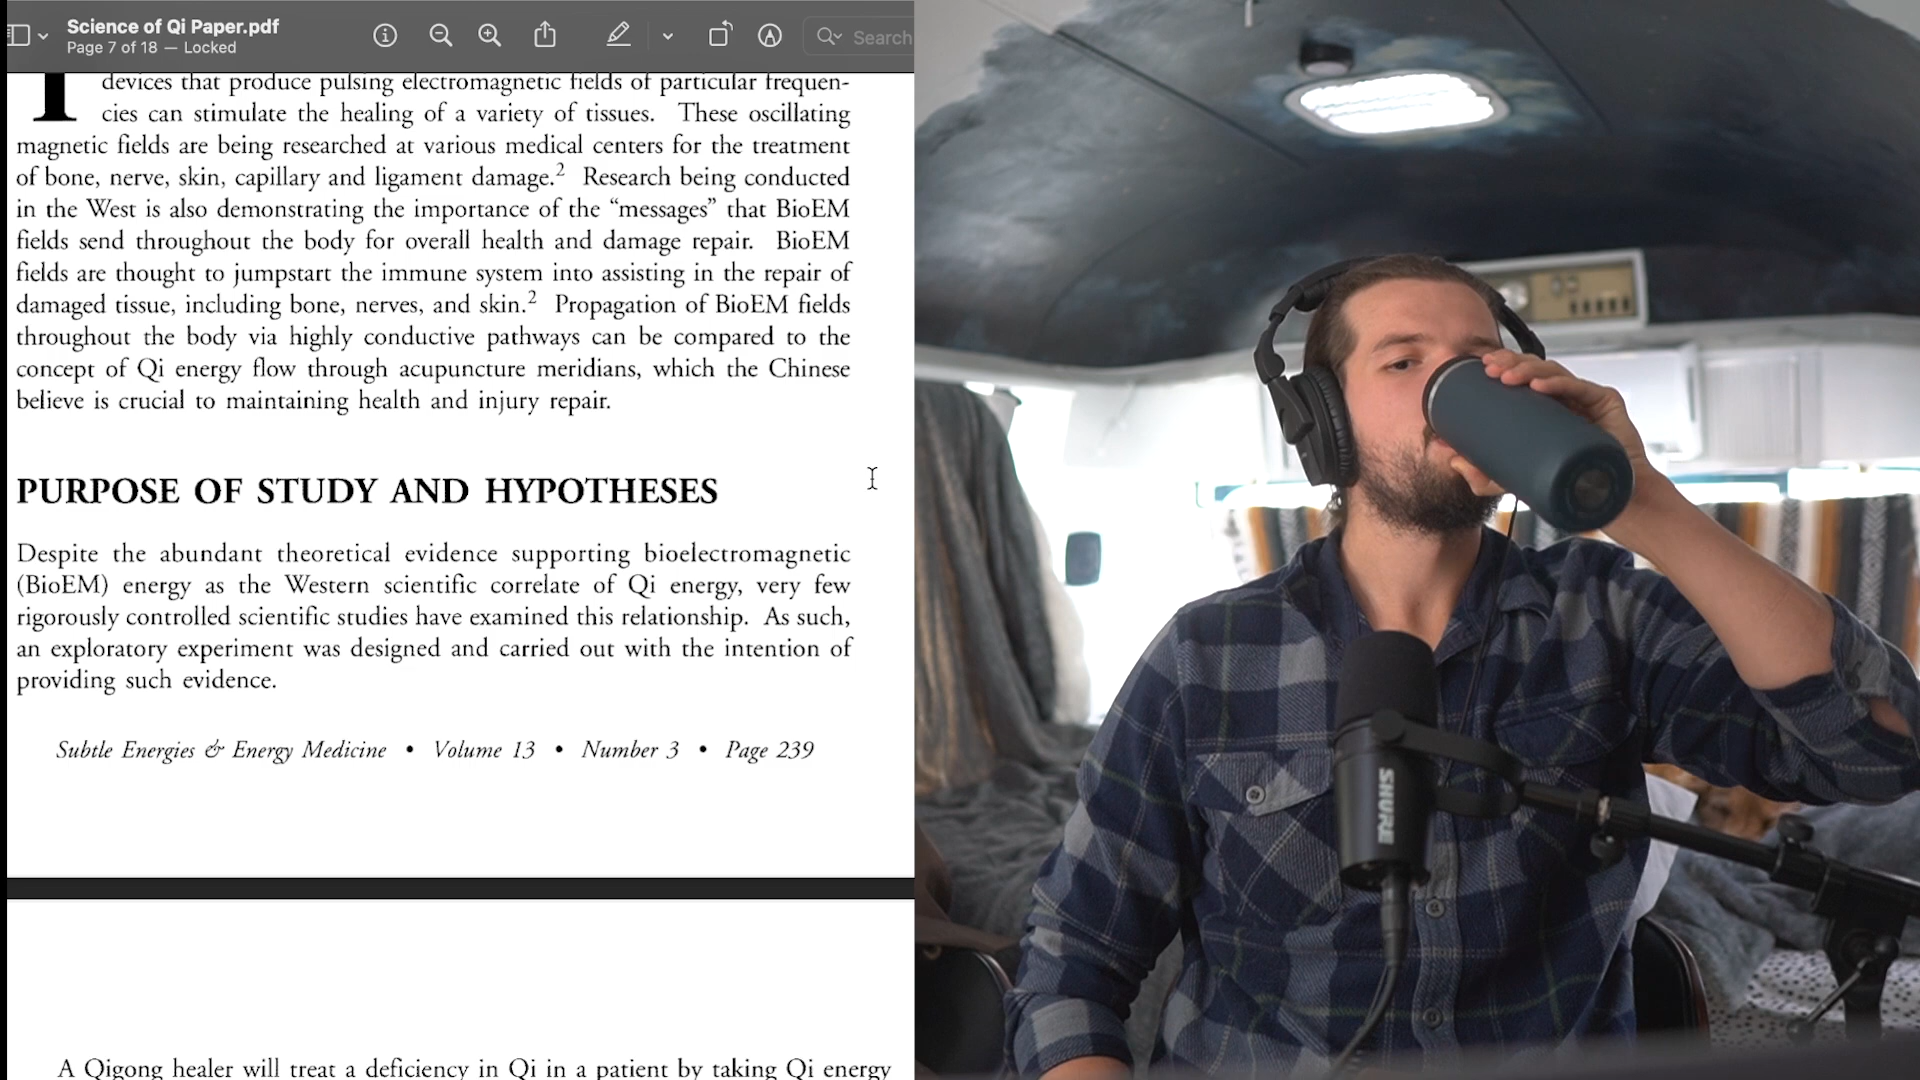 Science of Qi Paper.pdf
Page 7 of 18 — Locked
Search
devices that produce pulsing electromagnetic fields of particular frequen-
cies can stimulate the healing of a variety of tissues. These oscillating
magnetic fields are being researched at various medical centers for the treatment
of bone, nerve, skin, capillary and ligament damage.2 Research being conducted
in the West is also demonstrating the importance of the “messages” that BioEM
fields send throughout the body for overall health and damage repair. BioEM
fields are thought to jumpstart the immune system into assisting in the repair of
damaged tissue, including bone, nerves, and skin.2 Propagation of BioEM fields
throughout the body via highly conductive pathways can be compared to the
concept of Qi energy flow through acupuncture meridians, which the Chinese
believe is crucial to maintaining health and injury repair.
PURPOSE OF STUDY AND HYPOTHESES
Despite the abundant theoretical evidence supporting bioelectromagnetic
(BioEM) energy as the Western scientific correlate of Qi energy, very few
rigorously controlled scientific studies have examined this relationship. As such,
an exploratory experiment was designed and carried out with the intention of
providing such evidence.
Subtle Energies & Energy Medicine • Volume 13 • Number 3 • Page 239
A Qigong healer will treat a deficiency in Qi in a patient by taking Qi energy
SHURE